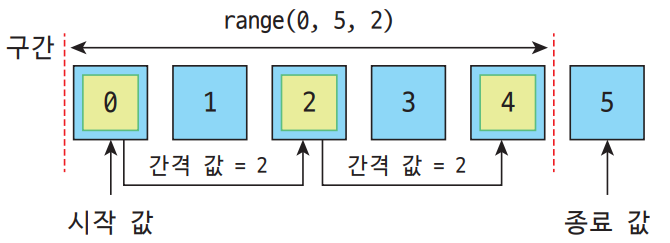 range(0, 5, 2)
구간
0 1 2 3 4 5
간격 값 = 2 간격 값 = 2
시작 값 종료 값